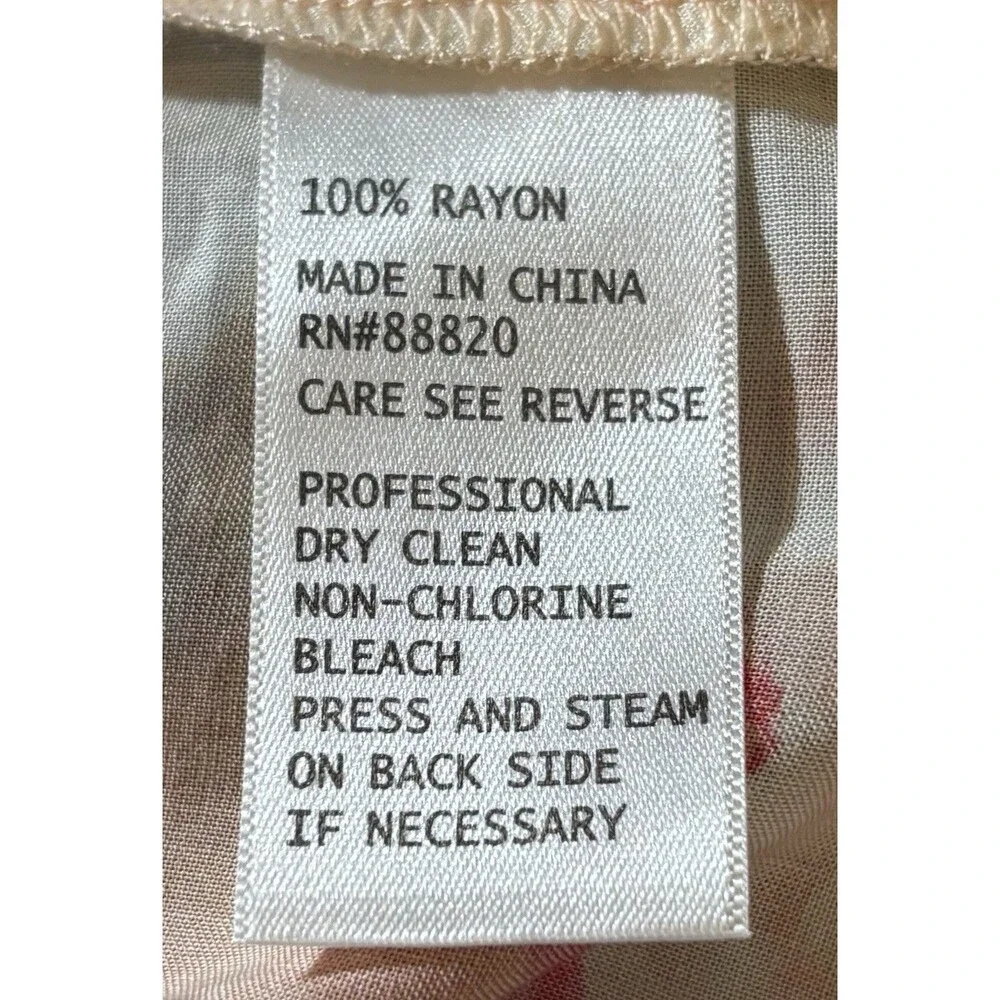 100% RAYON
MADE IN CHINA
RN#88820
CARE SEE REVERSE
PROFESSIONAL
DRY CLEAN
NON-CHLORINE
BLEACH
PRESS AND STEAM
ON BACK SIDE
IF NECESSARY